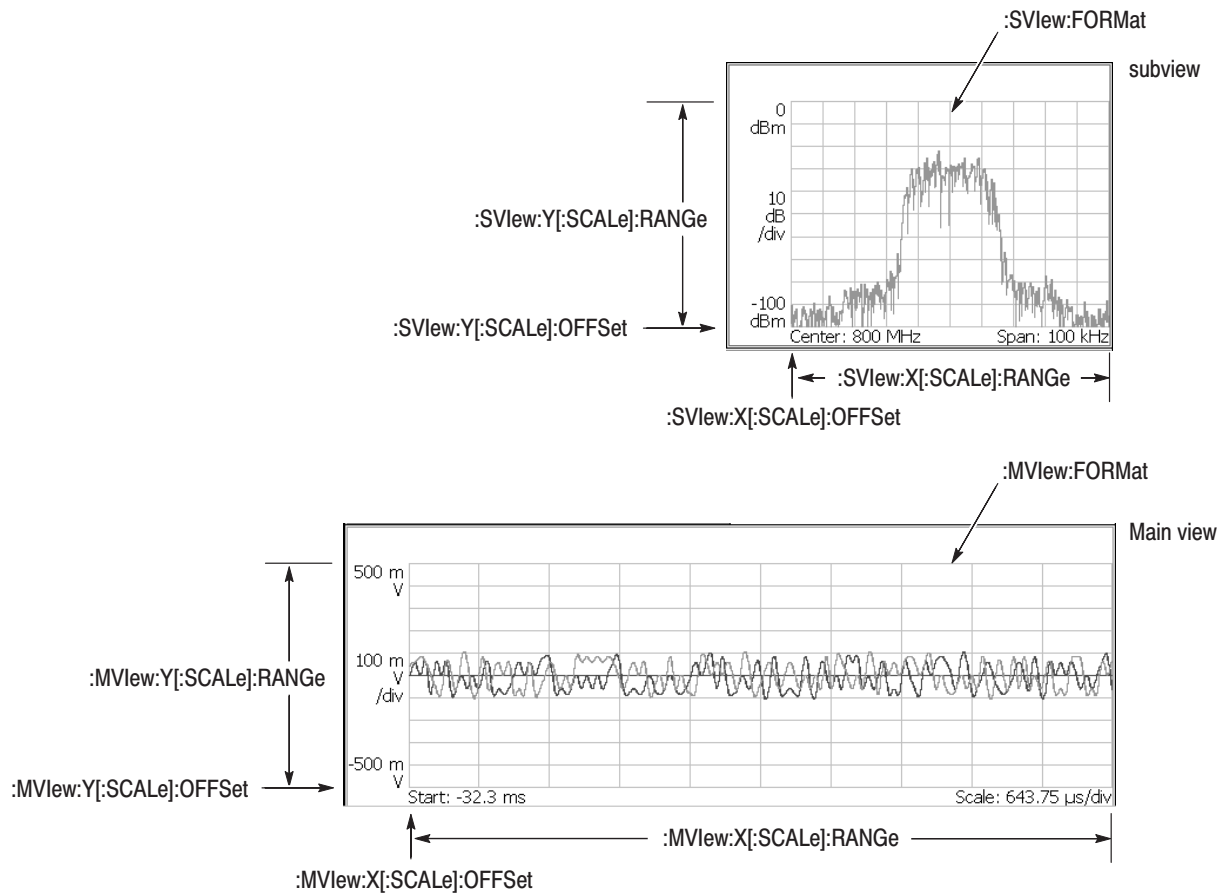 :SVIew:FORMat
subview
0
dBm
:SVIew:Y[:SCALe]:RANGe
10
dB
/div
:SVIew:Y[:SCALe]:OFFSet
-100
dBm
Center: 800 MHz
Span: 100 kHz
:SVIew:X[:SCALe]:RANGe
:SVIew:X[:SCALe]:OFFSet
:MVIew:FORMat
Main view
500 m
V
:MVIew:Y[:SCALe]:RANGe
100 m
V
/div
:MVIew:Y[:SCALe]:OFFSet
-500 m
V
Start: -32.3 ms
Scale: 643.75 µs/div
:MVIew:X[:SCALe]:RANGe
:MVIew:X[:SCALe]:OFFSet